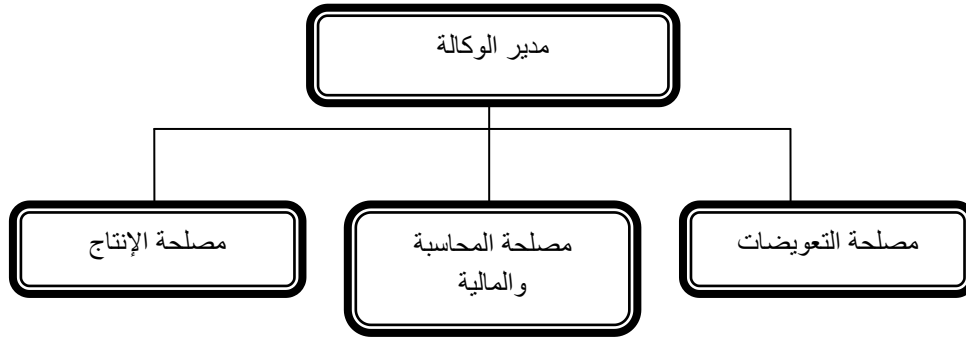 مدير الوكالة
مصلحة التعويضات
مصلحة المحاسبة
والمالية
مصلحة الإنتاج